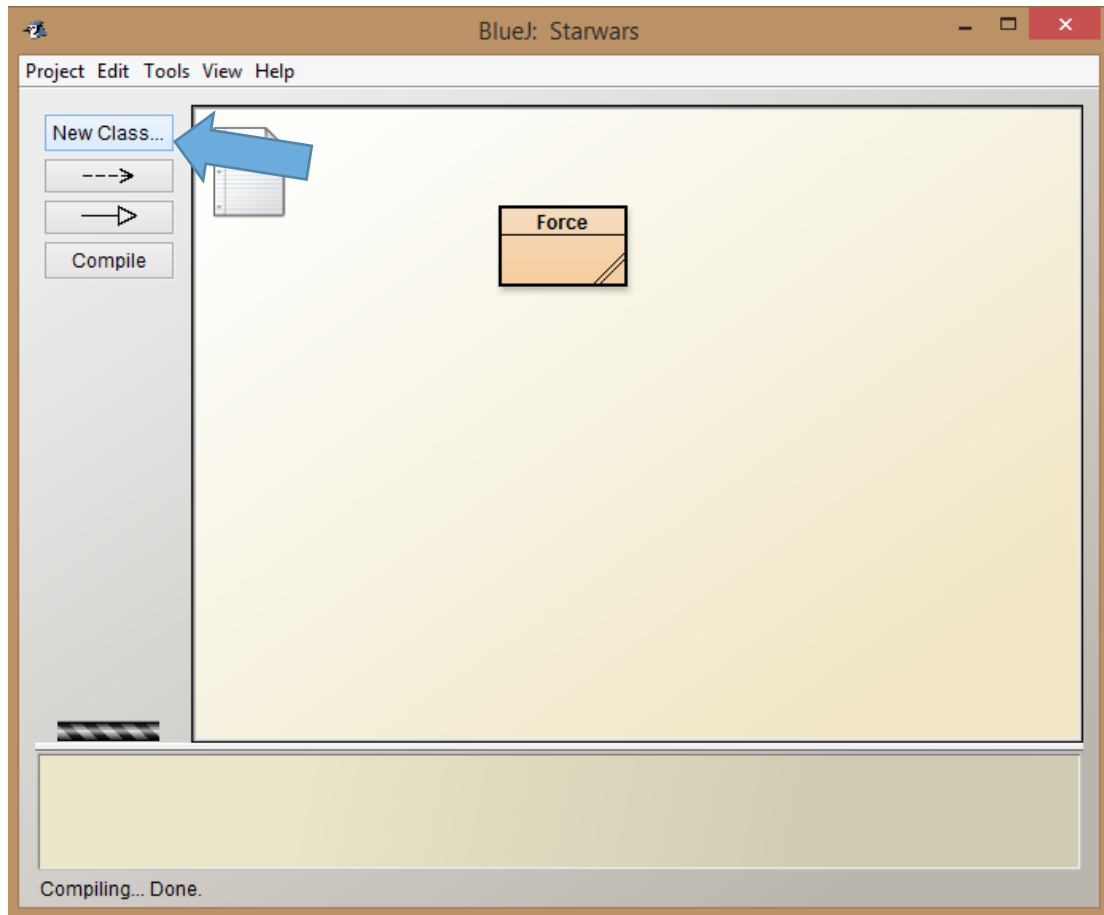 BlueJ: Starwars
Project Edit Tools View Help
New Class...
Compile
Force
Compiling... Done.